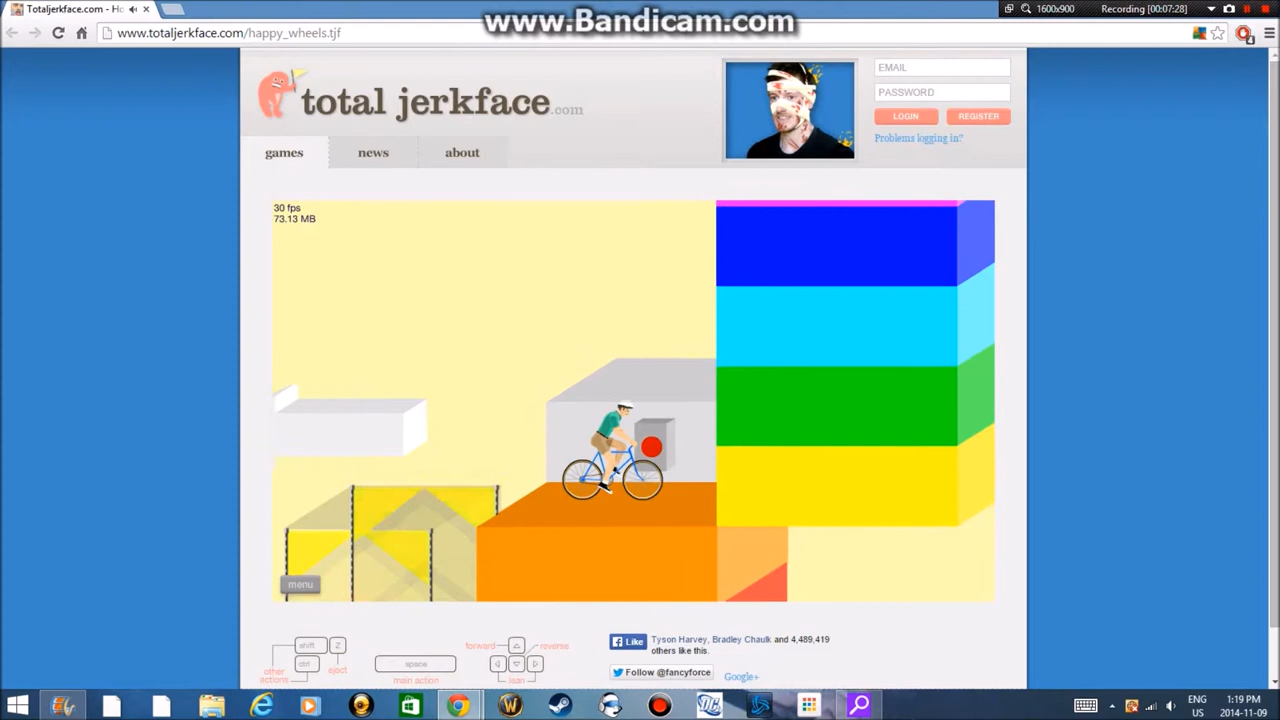 Totaljerkface.com - Ho
www.Bandicam.com
1600x900
Recording [00:07:28]
www.totaljerkface.com/happy_wheels.tjf
total jerkface.com
EMAIL
PASSWORD
LOGIN
REGISTER
Problems logging in?
games
news
about
30 fps
73.13 MB
menu
shift
Z
ctrl
eject
other
actions
space
main action
forward
reverse
lean
Like
Tyson Harvey, Bradley Chaulk and 4,489,419
others like this.
Follow @fancyforce
Google+
ENG
US
1:19 PM
2014-11-09